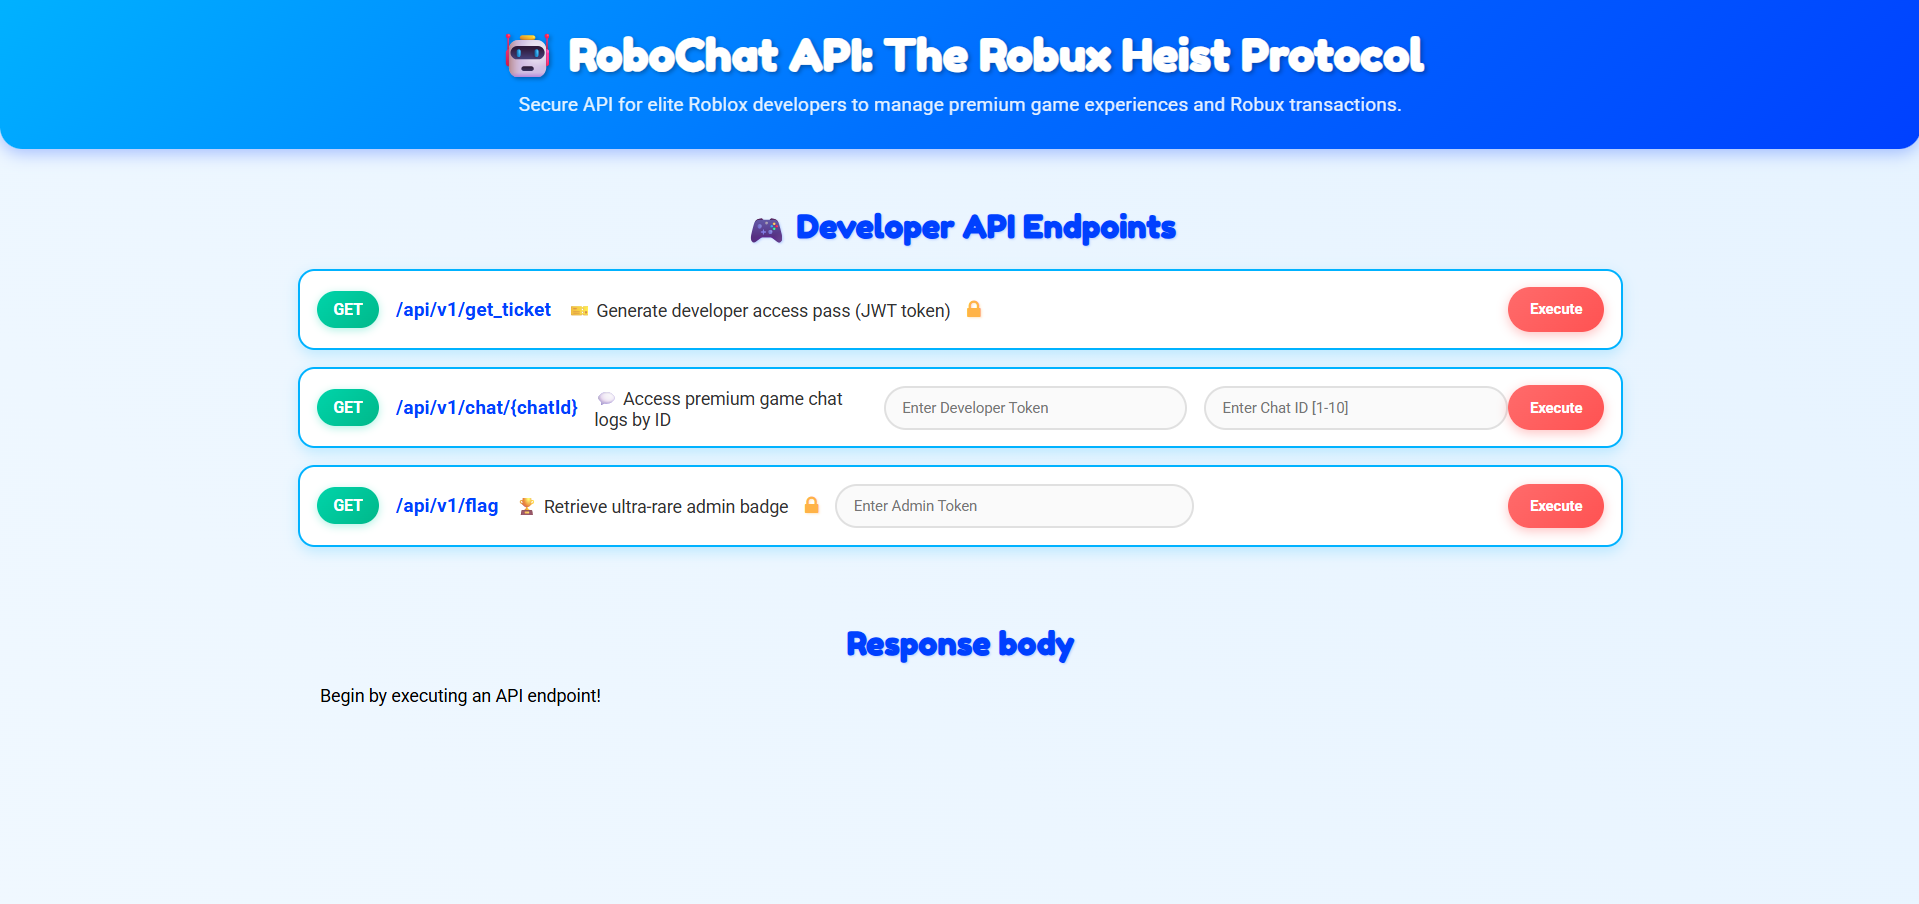 RoboChat API: The Robux Heist Protocol
Secure API for elite Roblox developers to manage premium game experiences and Robux transactions.
Developer API Endpoints
GET /api/v1/get_ticket Generate developer access pass (JWT token) Execute
GET /api/v1/chat/{chatId} Access premium game chat
logs by ID Enter Developer Token Enter Chat ID [1-10] Execute
GET /api/v1/flag Retrieve ultra-rare admin badge Enter Admin Token Execute
Response body
Begin by executing an API endpoint!